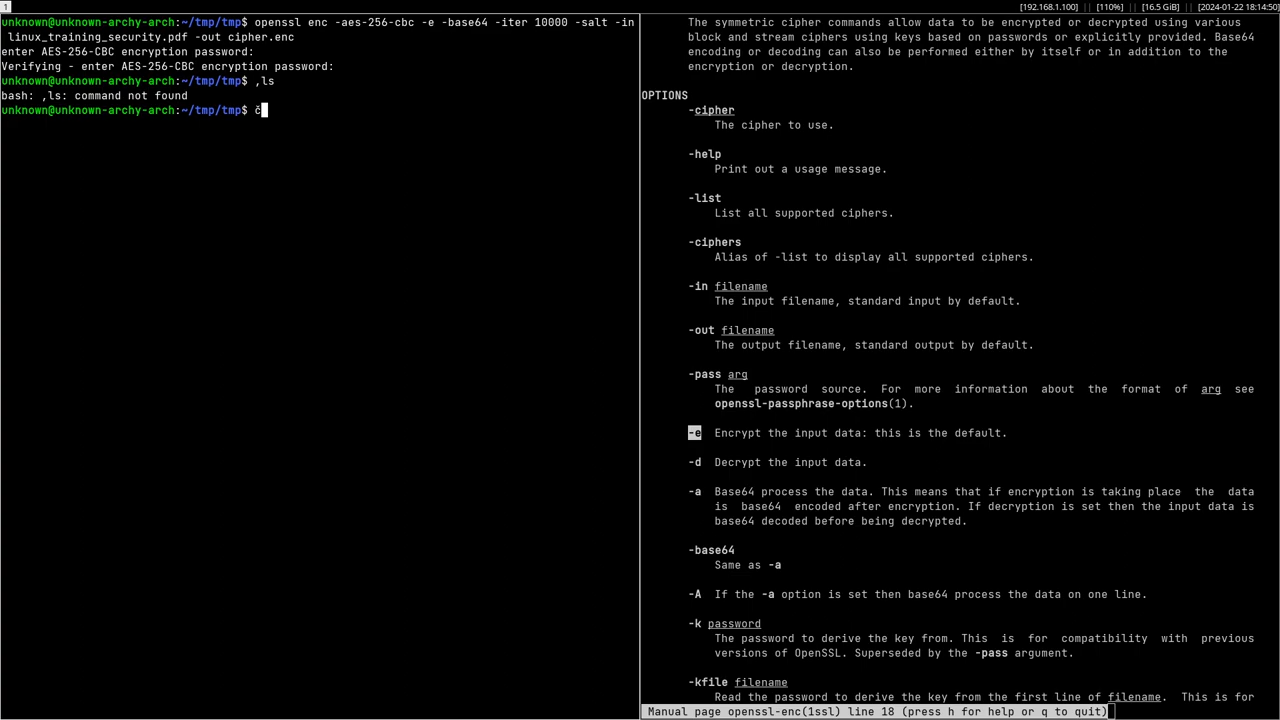 1
[192.168.1.100] || [110%] || [16.5 GiB] || [2024-01-22 18:14:50]
unknown@unknown-archy-arch:~/tmp/tmp$ openssl enc -aes-256-cbc -e -base64 -iter 10000 -salt -in
linux_training_security.pdf -out cipher.enc
enter AES-256-CBC encryption password:
Verifying - enter AES-256-CBC encryption password:
unknown@unknown-archy-arch:~/tmp/tmp$ ,ls
bash: ,ls: command not found
unknown@unknown-archy-arch:~/tmp/tmp$ č
The symmetric cipher commands allow data to be encrypted or decrypted using various
block and stream ciphers using keys based on passwords or explicitly provided. Base64
encoding or decoding can also be performed either by itself or in addition to the
encryption or decryption.
OPTIONS
-cipher
The cipher to use.
-help
Print out a usage message.
-list
List all supported ciphers.
-ciphers
Alias of -list to display all supported ciphers.
-in filename
The input filename, standard input by default.
-out filename
The output filename, standard output by default.
-pass arg
The password source. For more information about the format of arg see
openssl-passphrase-options(1).
-e Encrypt the input data: this is the default.
-d Decrypt the input data.
-a Base64 process the data. This means that if encryption is taking place the data
is base64 encoded after encryption. If decryption is set then the input data is
base64 decoded before being decrypted.
-base64
Same as -a
-A If the -a option is set then base64 process the data on one line.
-k password
The password to derive the key from. This is for compatibility with previous
versions of OpenSSL. Superseded by the -pass argument.
-kfile filename
Read the password to derive the key from the first line of filename. This is for
Manual page openssl-enc(1ssl) line 18 (press h for help or q to quit)